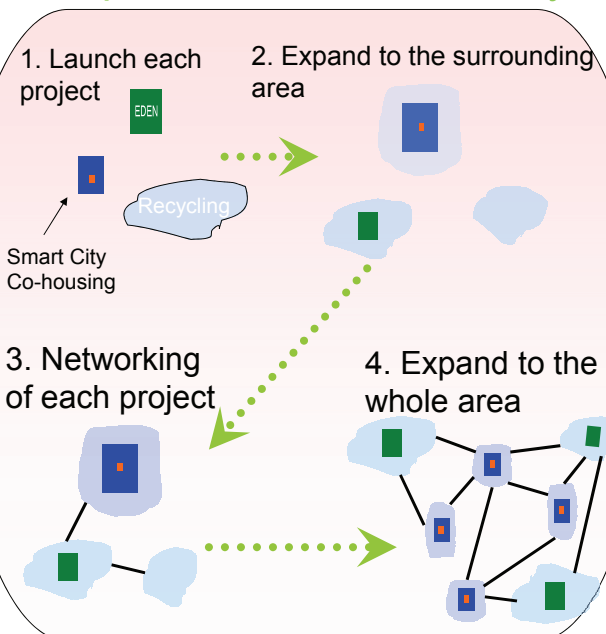 1. Launch each
project
2. Expand to the surrounding
area
EDEN
Recycling
Smart City
Co-housing
3. Networking
of each project
4. Expand to the
whole area